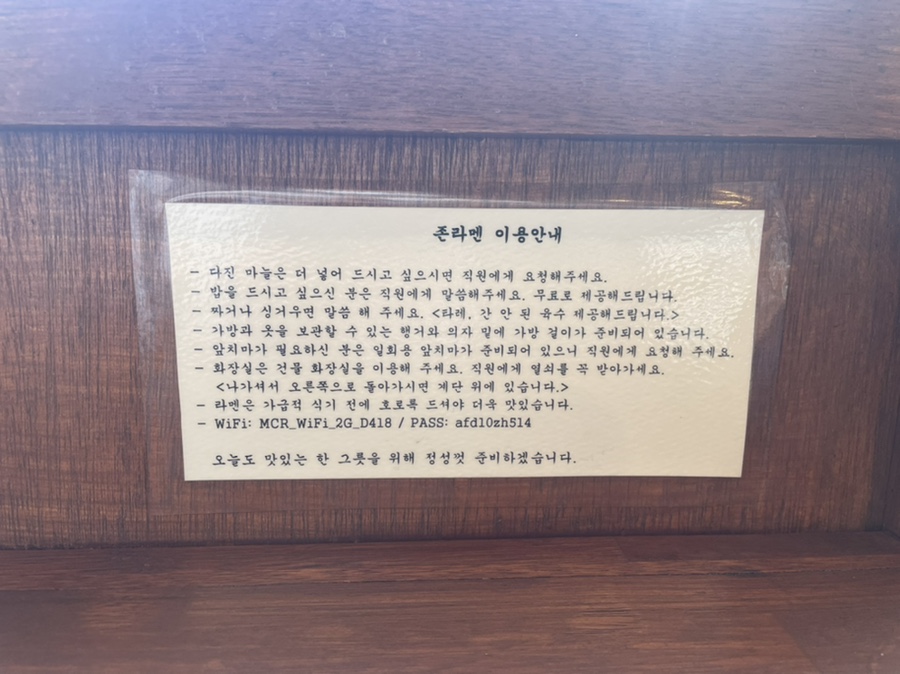 존라멘 이용안내
- 다진 마늘은 더 넣어 드시고 싶으시면 직원에게 요청해주세요.
- 밥을 드시고 싶으신 분은 직원에게 말씀해주세요. 무료로 제공해드립니다.
- 짜거나 싱거우면 말씀 해 주세요. <타레, 간 안 된 육수 제공해드립니다.>
- 가방과 옷을 보관할 수 있는 행거와 의자 밑에 가방 걸이가 준비되어 있습니다.
- 앞치마가 필요하신 분은 일회용 앞치마가 준비되어 있으니 직원에게 요청해 주세요.
- 화장실은 건물 화장실을 이용해 주세요. 직원에게 열쇠를 꼭 받아가세요.
<나가셔서 오른쪽으로 돌아가시면 계단 위에 있습니다.>
- 라멘은 가급적 식기 전에 호로록 드셔야 더욱 맛있습니다.
- WiFi: MCR_WiFi_2G_D418 / PASS: afd10zh514
오늘도 맛있는 한 그릇을 위해 정성껏 준비하겠습니다.